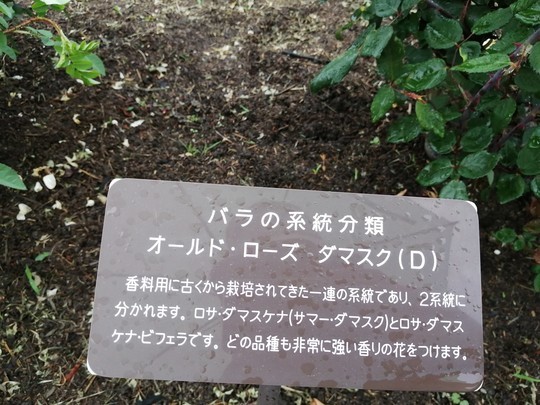 バラの系統分類
オールド・ローズ ダマスク(D)
香料用に古くから栽培されてきた一連の系統であり、2系統に
分かれます。ロサ・ダマスケナ(サマー・ダマスク)とロサ・ダマス
ケナ・ビフェラです。どの品種も非常に強い香りの花をつけます。